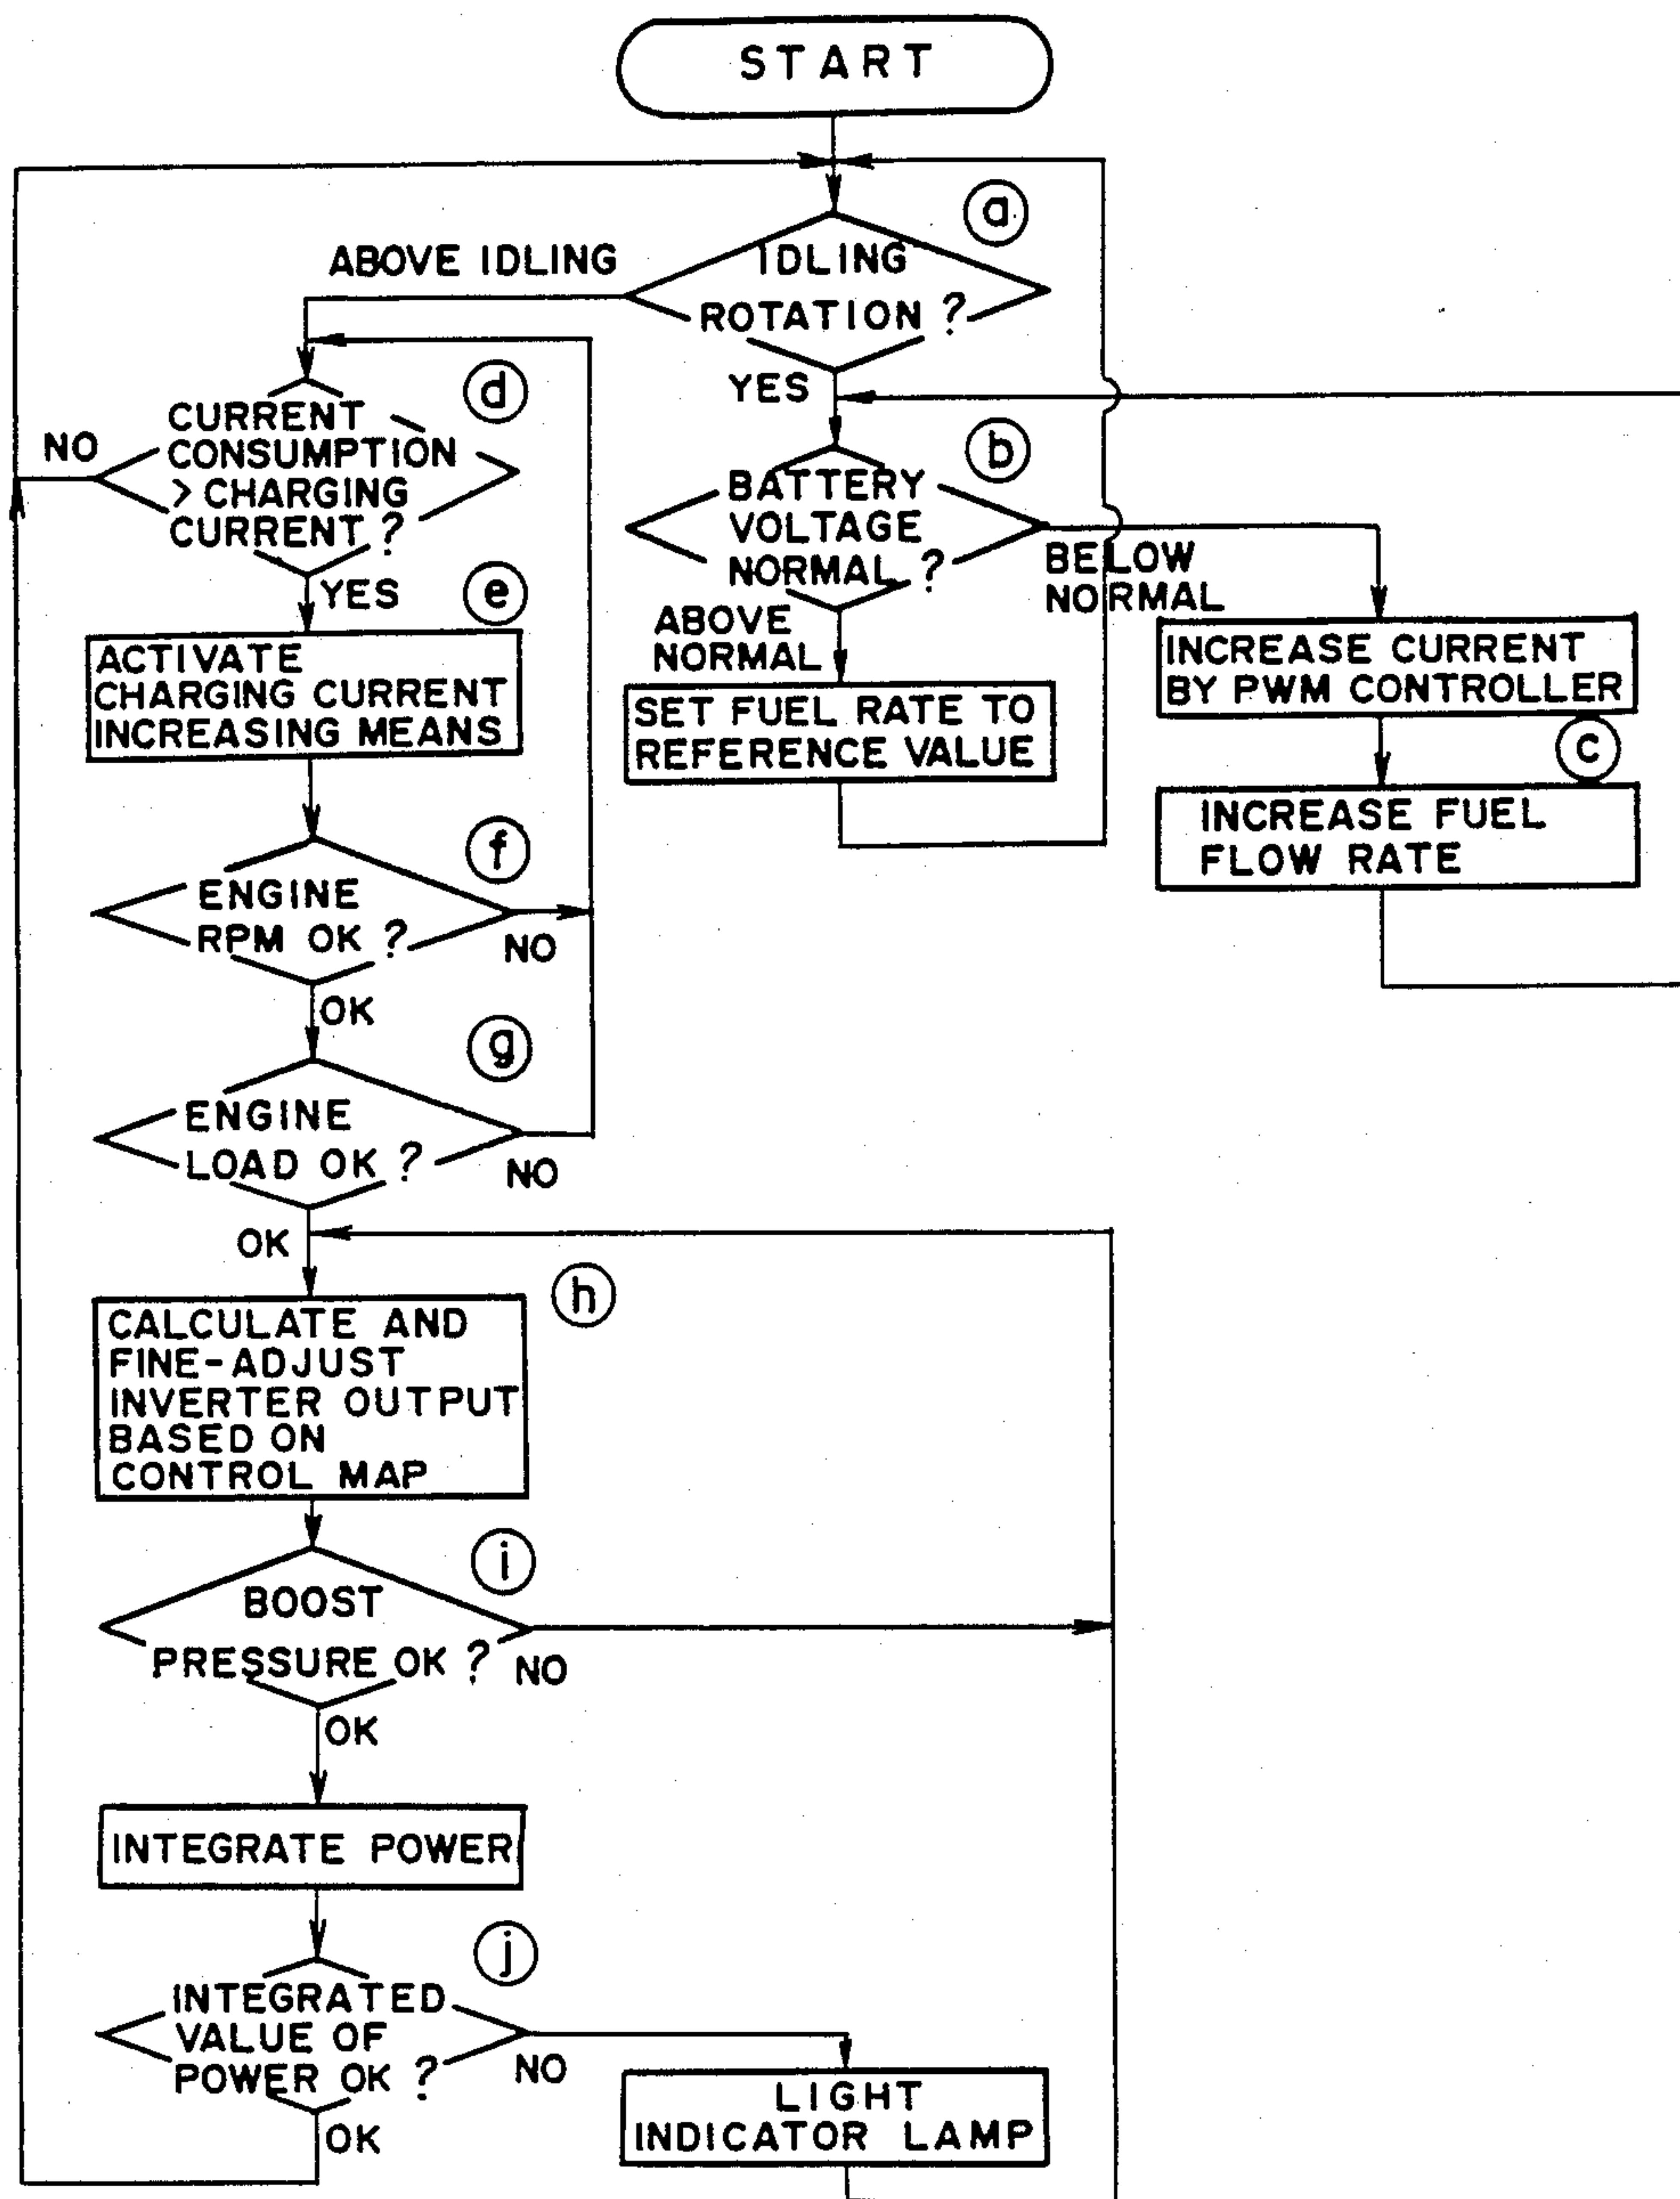 START
a
ABOVE IDLING
IDLING
ROTATION ?
YES
d
CURRENT
CONSUMPTION
> CHARGING
CURRENT ?
NO
YES
b
BATTERY
VOLTAGE
NORMAL ?
BELOW
NORMAL
ABOVE
NORMAL
e
ACTIVATE
CHARGING CURRENT
INCREASING MEANS
SET FUEL RATE TO
REFERENCE VALUE
INCREASE CURRENT
BY PWM CONTROLLER
c
INCREASE FUEL
FLOW RATE
f
ENGINE
RPM OK ?
NO
OK
g
ENGINE
LOAD OK ?
NO
OK
h
CALCULATE AND
FINE-ADJUST
INVERTER OUTPUT
BASED ON
CONTROL MAP
i
BOOST
PRESSURE OK ?
NO
OK
INTEGRATE POWER
j
INTEGRATED
VALUE OF
POWER OK ?
NO
OK
LIGHT
INDICATOR LAMP